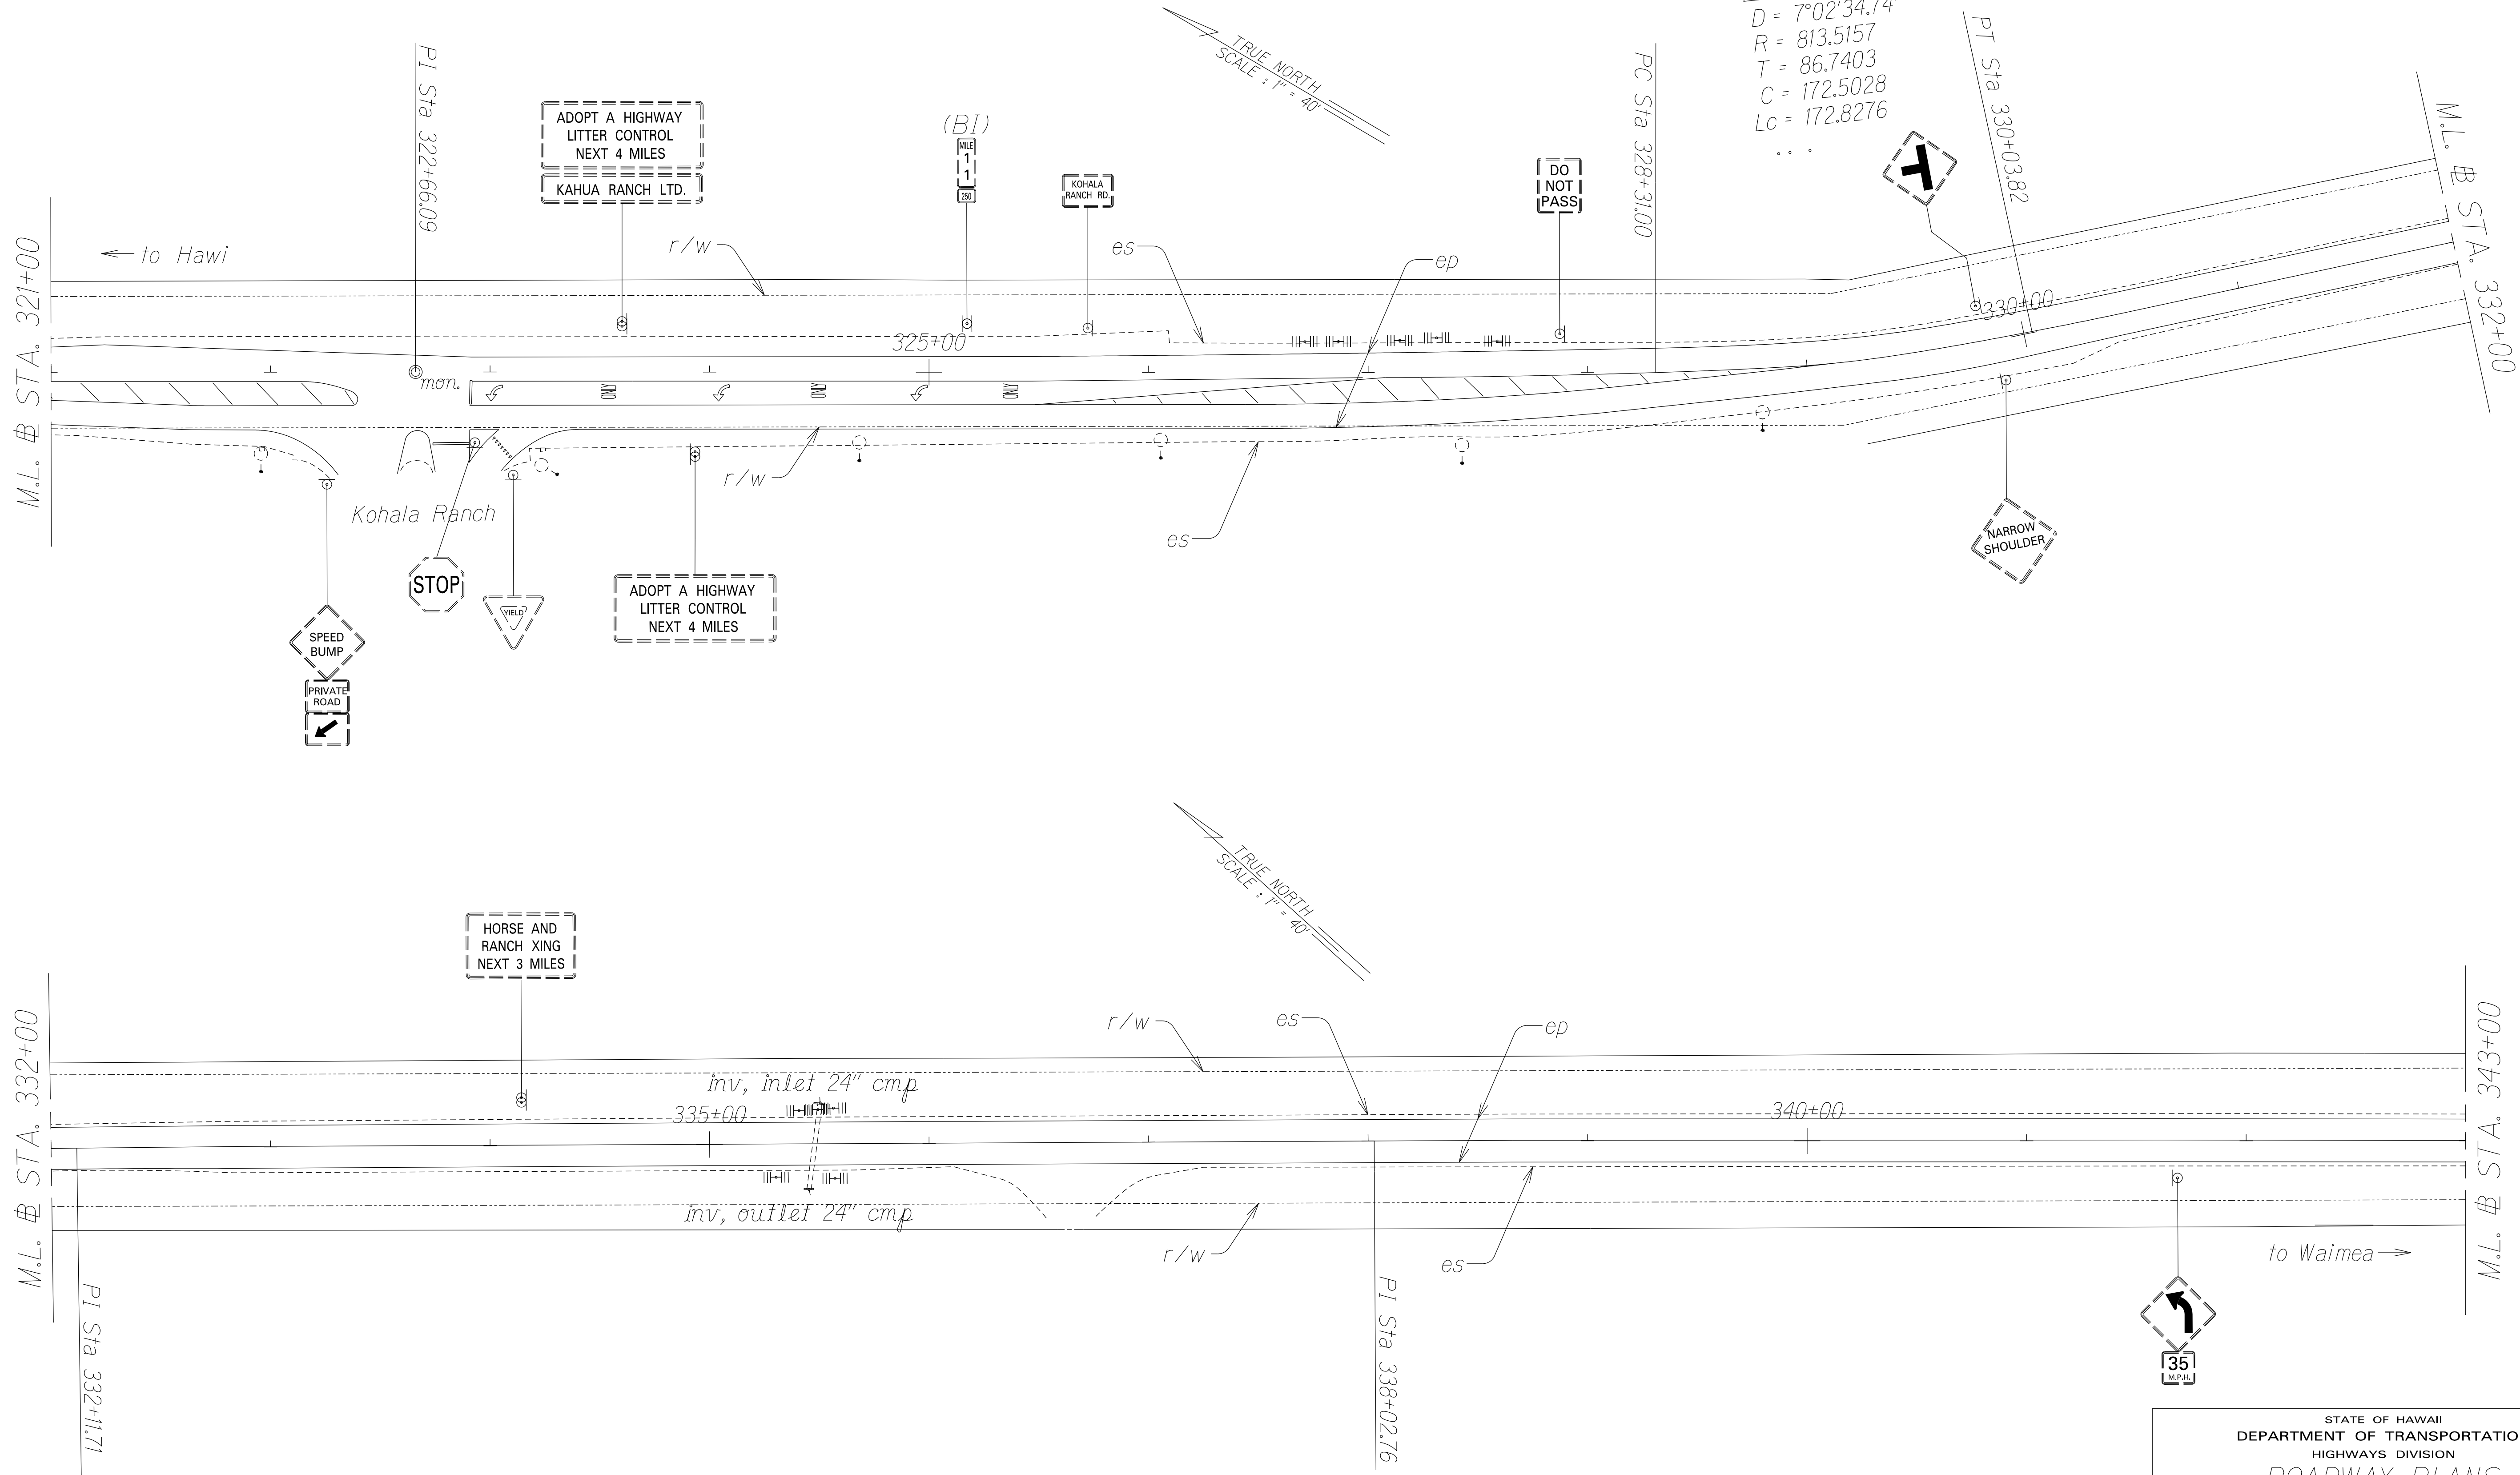 D = 7°02'34.74"
R = 813.5157
T = 86.7403
C = 172.5028
Lc = 172.8276
TRUE NORTH
SCALE : 1" = 40'
PI Sta 322+66.09
PC Sta 328+31.00
PT Sta 330+03.82
M.L. B STA. 321+00
M.L. B STA. 332+00
ADOPT A HIGHWAY
LITTER CONTROL
NEXT 4 MILES
KAHUA RANCH LTD.
(BI)
MILE
1
1
250
KOHALA
RANCH RD.
DO
NOT
PASS
← to Hawi
r/w
es
ep
325+00
330+00
mon.
ONLY
ONLY
ONLY
r/w
es
Kohala Ranch
STOP
YIELD
SPEED
BUMP
PRIVATE
ROAD
ADOPT A HIGHWAY
LITTER CONTROL
NEXT 4 MILES
NARROW
SHOULDER
TRUE NORTH
SCALE : 1" = 40'
HORSE AND
RANCH XING
NEXT 3 MILES
M.L. B STA. 332+00
M.L. B STA. 343+00
r/w
es
ep
inv, inlet 24" cmp
335+00
340+00
inv, outlet 24" cmp
r/w
es
to Waimea →
PI Sta 332+11.71
PI Sta 338+02.76
35
M.P.H.
STATE OF HAWAII
DEPARTMENT OF TRANSPORTATIO
HIGHWAYS DIVISION
ROADWAY PLANS